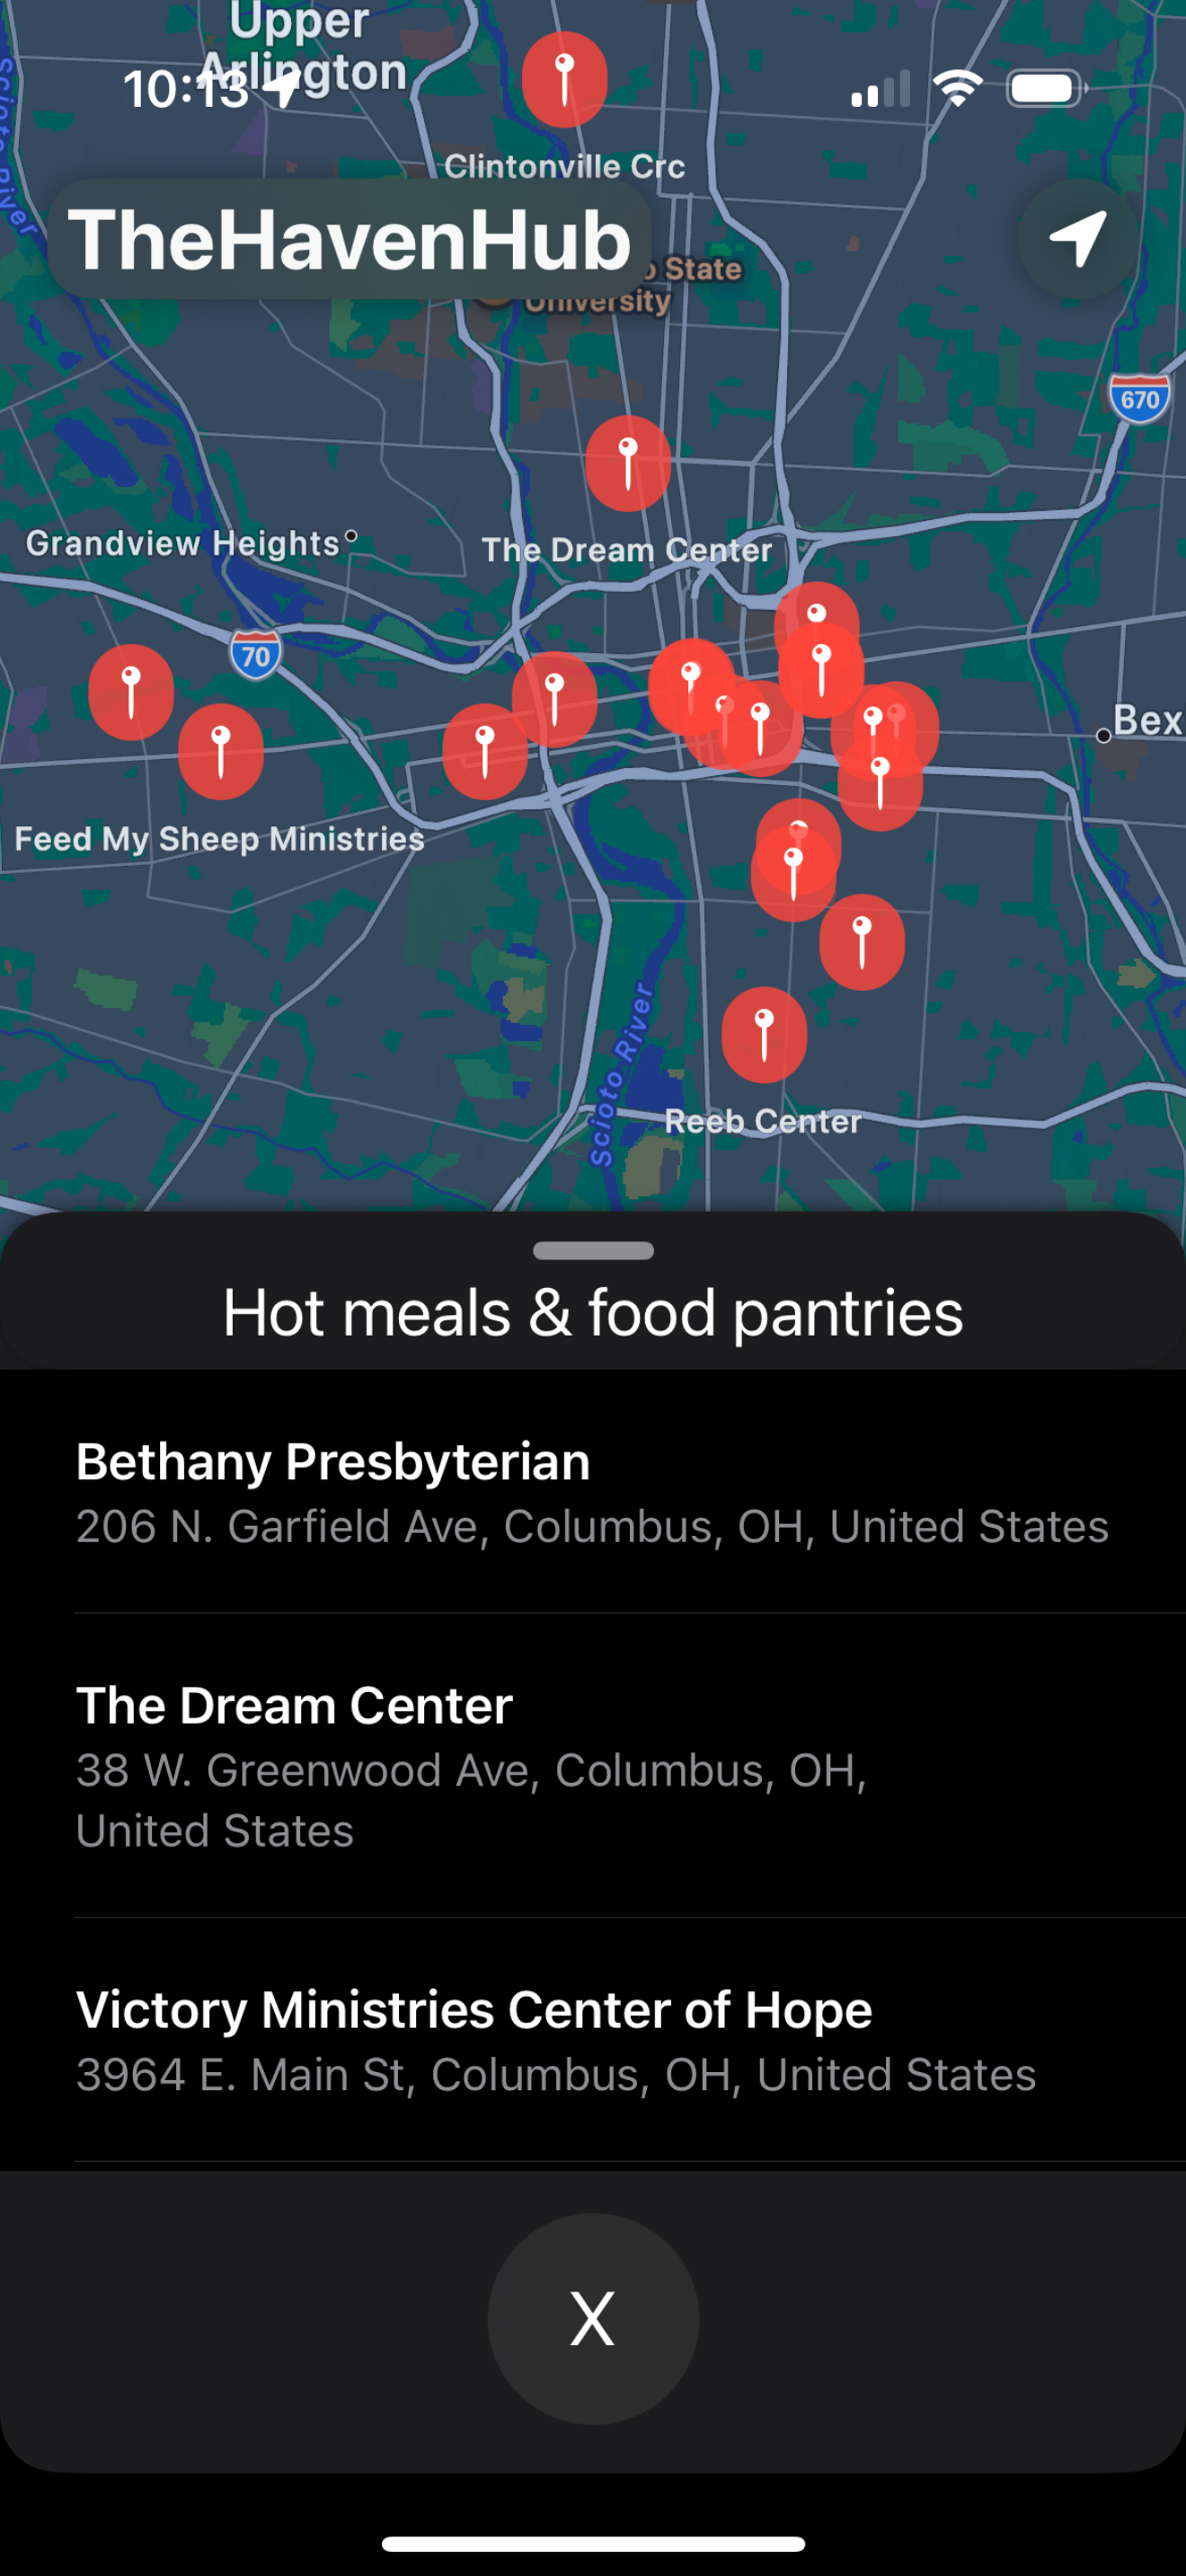 Upper
Arlington
10:13
Clintonville Crc
TheHavenHub
State
University
670
Grandview Heights
The Dream Center
70
Bex
Feed My Sheep Ministries
Scioto River
Scioto River
Reeb Center
Hot meals & food pantries
Bethany Presbyterian
206 N. Garfield Ave, Columbus, OH, United States
The Dream Center
38 W. Greenwood Ave, Columbus, OH,
United States
Victory Ministries Center of Hope
3964 E. Main St, Columbus, OH, United States
X